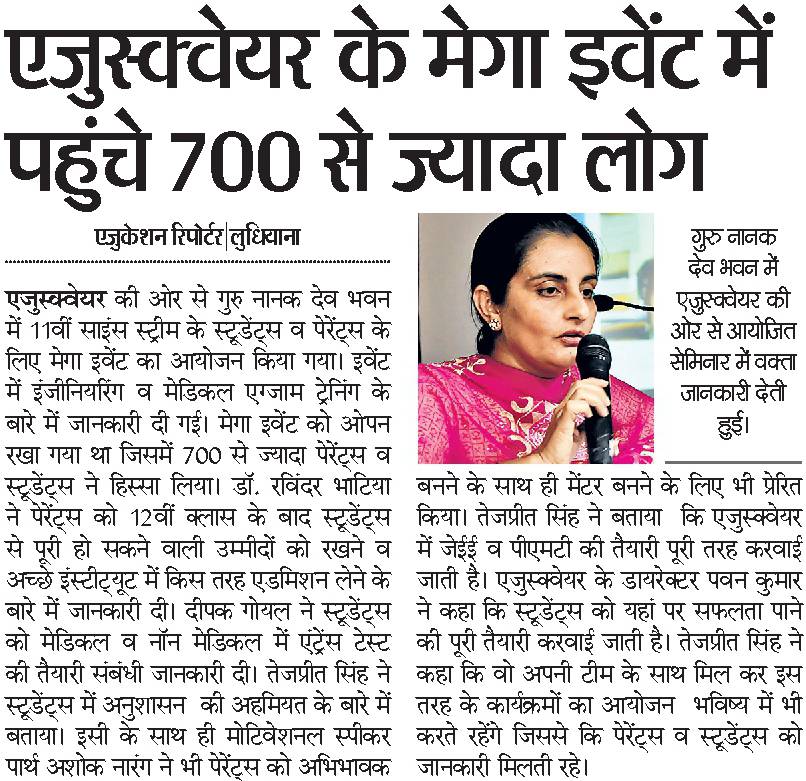 एजुस्क्वेयर के मेगा इवेंट में
पहुंचे 700 से ज्यादा लोग
एजुकेशन रिपोर्टर|लुधियाना
एजुस्क्वेयर की ओर से गुरु नानक देव भवन
में 11वीं साइंस स्ट्रीम के स्टूडेंट्स व पेरेंट्स के
लिए मेगा इवेंट का आयोजन किया गया। इवेंट
में इंजीनियरिंग व मेडिकल एग्जाम ट्रेनिंग के
बारे में जानकारी दी गई। मेगा इवेंट को ओपन
रखा गया था जिसमें 700 से ज्यादा पेरेंट्स व
स्टूडेंट्स ने हिस्सा लिया। डॉ. रविंदर भाटिया
ने पेरेंट्स को 12वीं क्लास के बाद स्टूडेंट्स
से पूरी हो सकने वाली उम्मीदों को रखने व
अच्छे इंस्टीट्यूट में किस तरह एडमिशन लेने के
बारे में जानकारी दी। दीपक गोयल ने स्टूडेंट्स
को मेडिकल व नॉन मेडिकल में एंट्रेंस टेस्ट
की तैयारी संबंधी जानकारी दी। तेजप्रीत सिंह ने
स्टूडेंट्स में अनुशासन की अहमियत के बारे में
बताया। इसी के साथ ही मोटिवेशनल स्पीकर
पार्थ अशोक नारंग ने भी पेरेंट्स को अभिभावक
गुरु नानक
देव भवन में
एजुस्क्वेयर की
ओर से आयोजित
सेमिनार में वक्ता
जानकारी देती
हुई।
बनने के साथ ही मेंटर बनने के लिए भी प्रेरित
किया। तेजप्रीत सिंह ने बताया कि एजुस्क्वेयर
में जेईई व पीएमटी की तैयारी पूरी तरह करवाई
जाती है। एजुस्क्वेयर के डायरेक्टर पवन कुमार
ने कहा कि स्टूडेंट्स को यहां पर सफलता पाने
की पूरी तैयारी करवाई जाती है। तेजप्रीत सिंह ने
कहा कि वो अपनी टीम के साथ मिल कर इस
तरह के कार्यक्रमों का आयोजन भविष्य में भी
करते रहेंगे जिससे कि पेरेंट्स व स्टूडेंट्स को
जानकारी मिलती रहे।